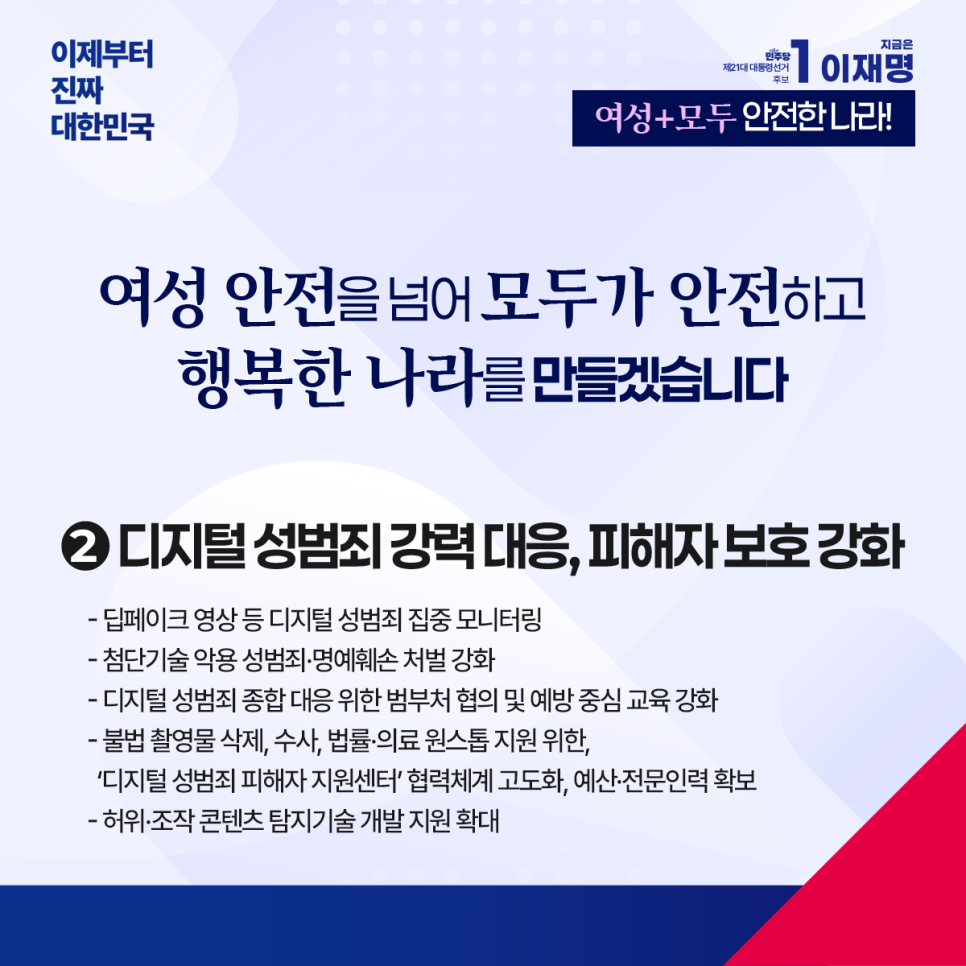 이제부터
진짜
대한민국
지금은
더불어
민주당
제21대 대통령선거
후보
1 이재명
여성+모두 안전한 나라!
여성 안전을 넘어 모두가 안전하고
행복한 나라를 만들겠습니다
❷ 디지털 성범죄 강력 대응, 피해자 보호 강화
- 딥페이크 영상 등 디지털 성범죄 집중 모니터링
- 첨단기술 악용 성범죄·명예훼손 처벌 강화
- 디지털 성범죄 종합 대응 위한 범부처 협의 및 예방 중심 교육 강화
- 불법 촬영물 삭제, 수사, 법률·의료 원스톱 지원 위한,
‘디지털 성범죄 피해자 지원센터’ 협력체계 고도화, 예산·전문인력 확보
- 허위·조작 콘텐츠 탐지기술 개발 지원 확대